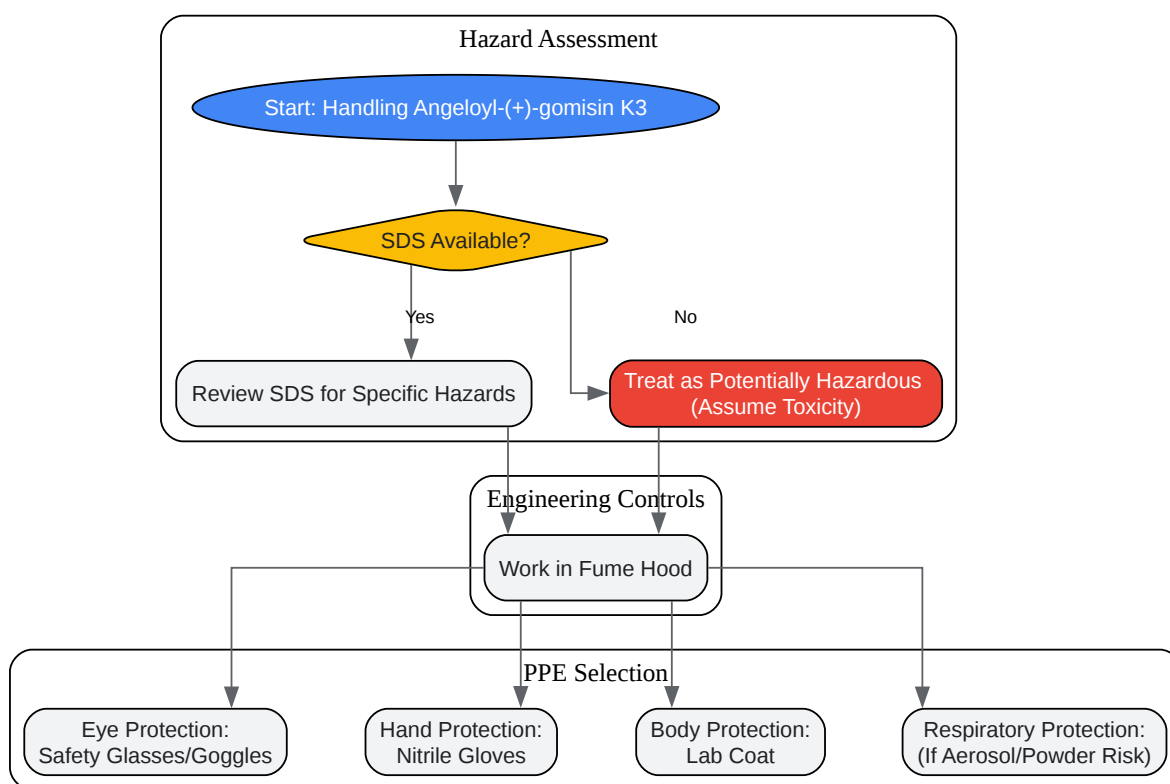 Hazard Assessment
Start: Handling Angeloyl-(+)-gomisin K3
SDS Available?
Yes
No
Review SDS for Specific Hazards
Treat as Potentially Hazardous
(Assume Toxicity)
Engineering Controls
Work in Fume Hood
PPE Selection
Eye Protection:
Safety Glasses/Goggles
Hand Protection:
Nitrile Gloves
Body Protection:
Lab Coat
Respiratory Protection:
(If Aerosol/Powder Risk)